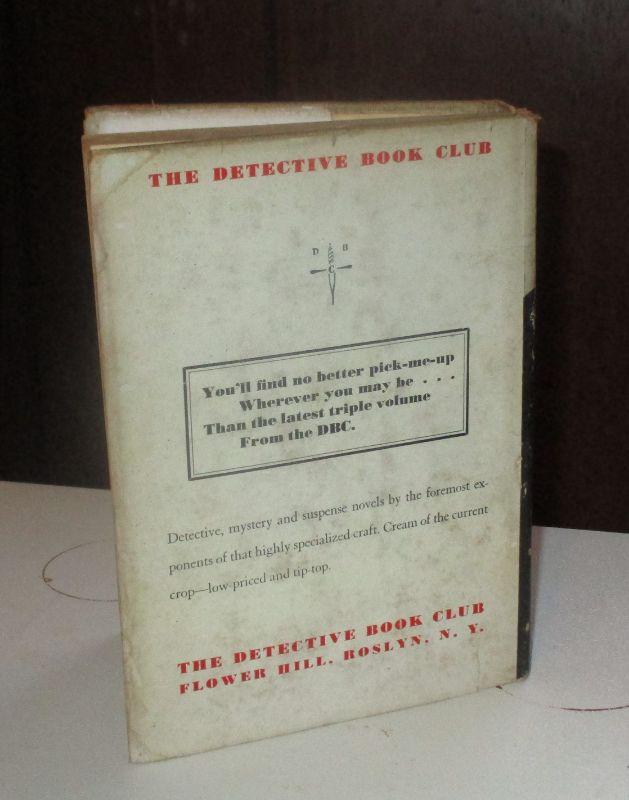 THE DETECTIVE BOOK CLUB
D B
C
You'll find no better pick-me-up
Wherever you may be . . .
Than the latest triple volume
From the DBC.
Detective, mystery and suspense novels by the foremost ex-
ponents of that highly specialized craft. Cream of the current
crop—low-priced and tip-top.
THE DETECTIVE BOOK CLUB
FLOWER HILL, ROSLYN, N. Y.